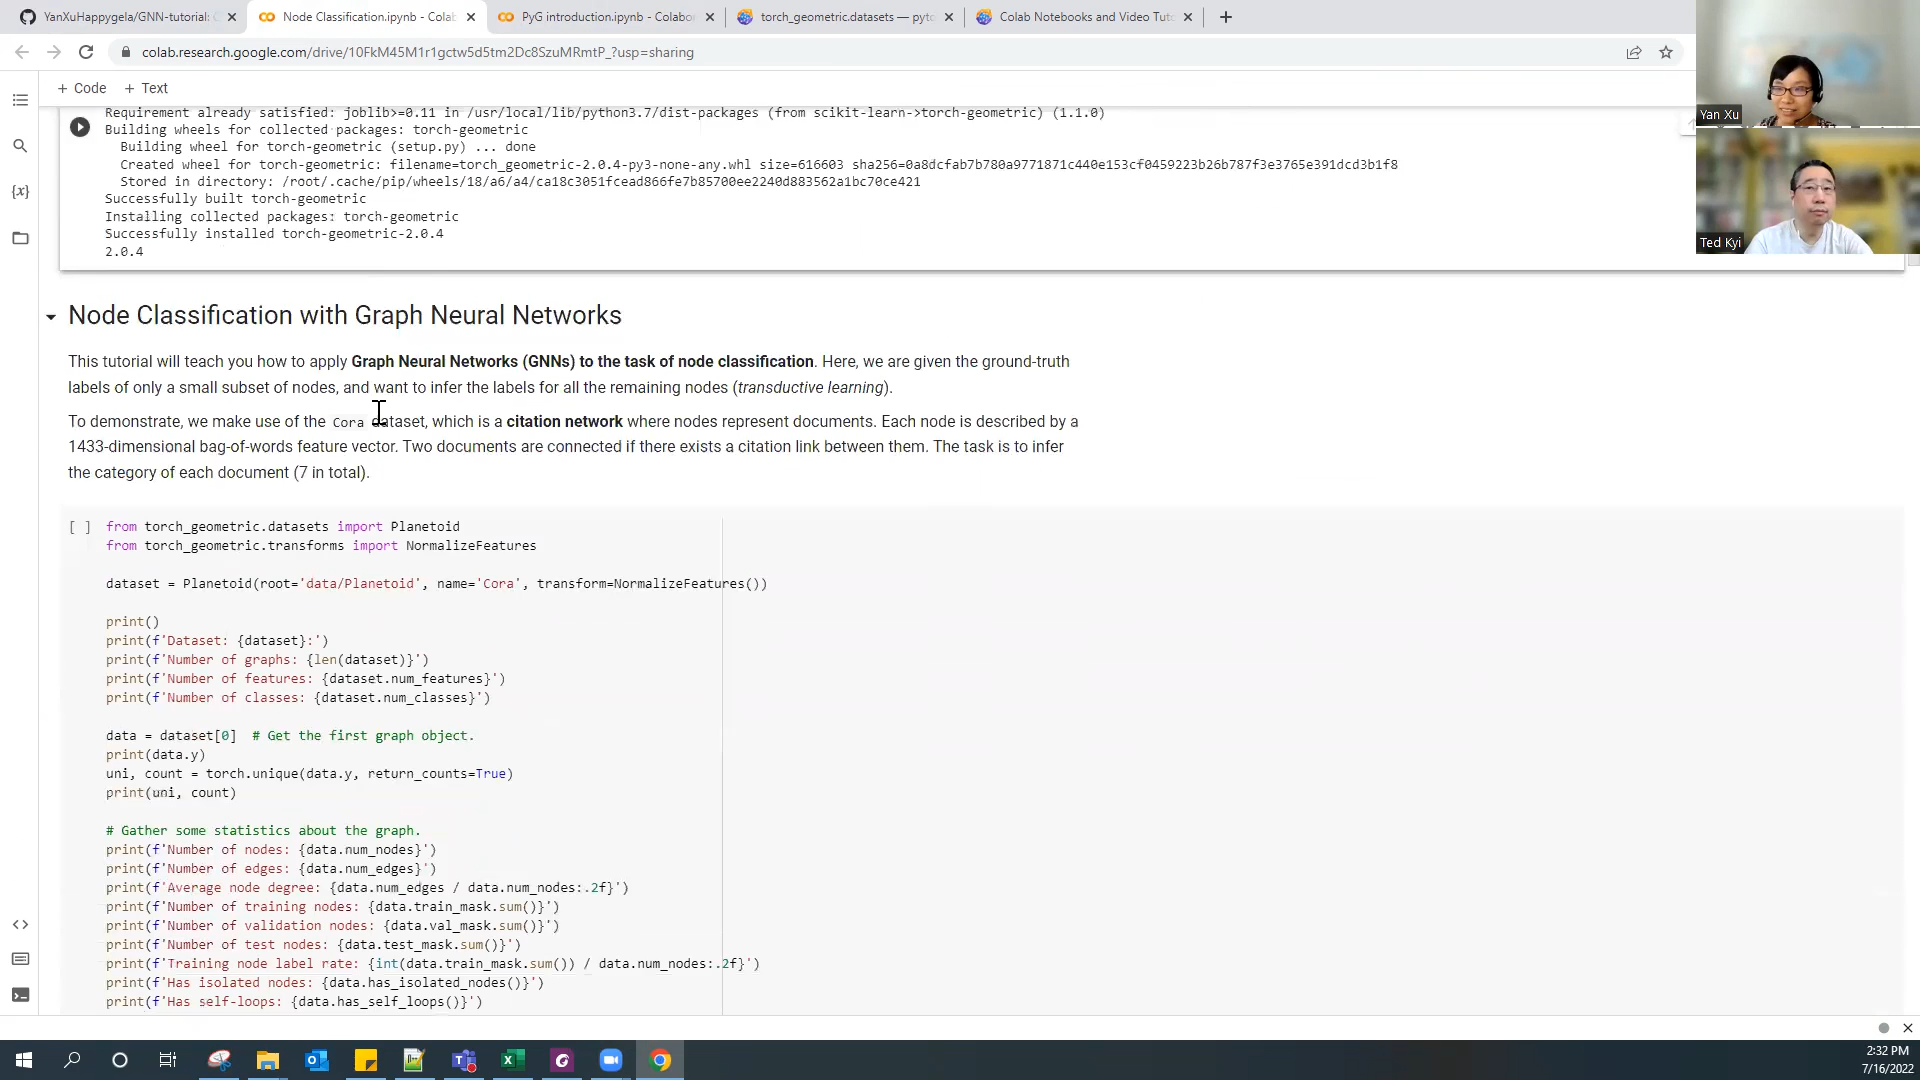 YanXuHappygela/GNN-tutorial:
Node Classification.ipynb - Colab
PyG introduction.ipynb - Colabor
torch_geometric.datasets — pyto
Colab Notebooks and Video Tut
colab.research.google.com/drive/10FkM45M1r1gctw5d5tm2Dc8SzuMRmtP_?usp=sharing
+ Code + Text
Requirement already satisfied: joblib>=0.11 in /usr/local/lib/python3.7/dist-packages (from scikit-learn->torch-geometric) (1.1.0)
Building wheels for collected packages: torch-geometric
Building wheel for torch-geometric (setup.py) ... done
Created wheel for torch-geometric: filename=torch_geometric-2.0.4-py3-none-any.whl size=616603 sha256=0a8dcfab7b780a9771871c440e153cf0459223b26b787f3e3765e391dcd3b1f8
Stored in directory: /root/.cache/pip/wheels/18/a6/a4/ca18c3051fcead866fe7b85700ee2240d883562a1bc70ce421
Successfully built torch-geometric
Installing collected packages: torch-geometric
Successfully installed torch-geometric-2.0.4
2.0.4
Yan Xu
Ted Kyi
Node Classification with Graph Neural Networks
This tutorial will teach you how to apply Graph Neural Networks (GNNs) to the task of node classification. Here, we are given the ground-truth
labels of only a small subset of nodes, and want to infer the labels for all the remaining nodes (transductive learning).
To demonstrate, we make use of the Cora dataset, which is a citation network where nodes represent documents. Each node is described by a
1433-dimensional bag-of-words feature vector. Two documents are connected if there exists a citation link between them. The task is to infer
the category of each document (7 in total).
[ ] from torch_geometric.datasets import Planetoid
from torch_geometric.transforms import NormalizeFeatures
dataset = Planetoid(root='data/Planetoid', name='Cora', transform=NormalizeFeatures())
print()
print(f'Dataset: {dataset}:')
print(f'Number of graphs: {len(dataset)}')
print(f'Number of features: {dataset.num_features}')
print(f'Number of classes: {dataset.num_classes}')
data = dataset[0]  # Get the first graph object.
print(data.y)
uni, count = torch.unique(data.y, return_counts=True)
print(uni, count)
# Gather some statistics about the graph.
print(f'Number of nodes: {data.num_nodes}')
print(f'Number of edges: {data.num_edges}')
print(f'Average node degree: {data.num_edges / data.num_nodes:.2f}')
print(f'Number of training nodes: {data.train_mask.sum()}')
print(f'Number of validation nodes: {data.val_mask.sum()}')
print(f'Number of test nodes: {data.test_mask.sum()}')
print(f'Training node label rate: {int(data.train_mask.sum()) / data.num_nodes:.2f}')
print(f'Has isolated nodes: {data.has_isolated_nodes()}')
print(f'Has self-loops: {data.has_self_loops()}')
2:32 PM
7/16/2022